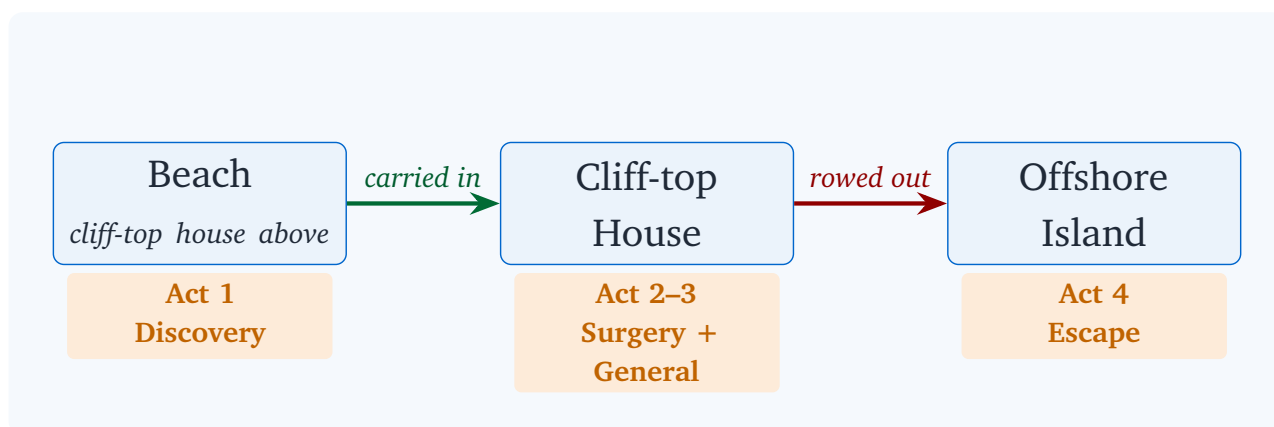 Beach
cliff-top house above
carried in
Cliff-top
House
rowed out
Offshore
Island
Act 1
Discovery
Act 2–3
Surgery +
General
Act 4
Escape